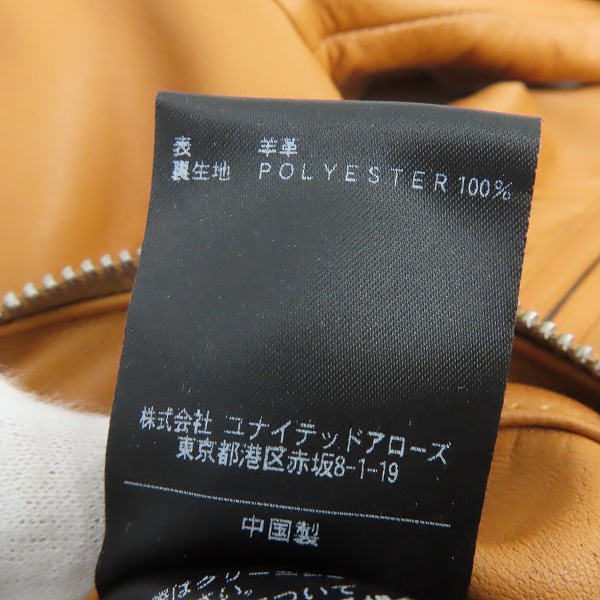 表 羊革
裏生地 POLYESTER 100%
株式会社 ユナイテッドアローズ
東京都港区赤坂8-1-19
中国製